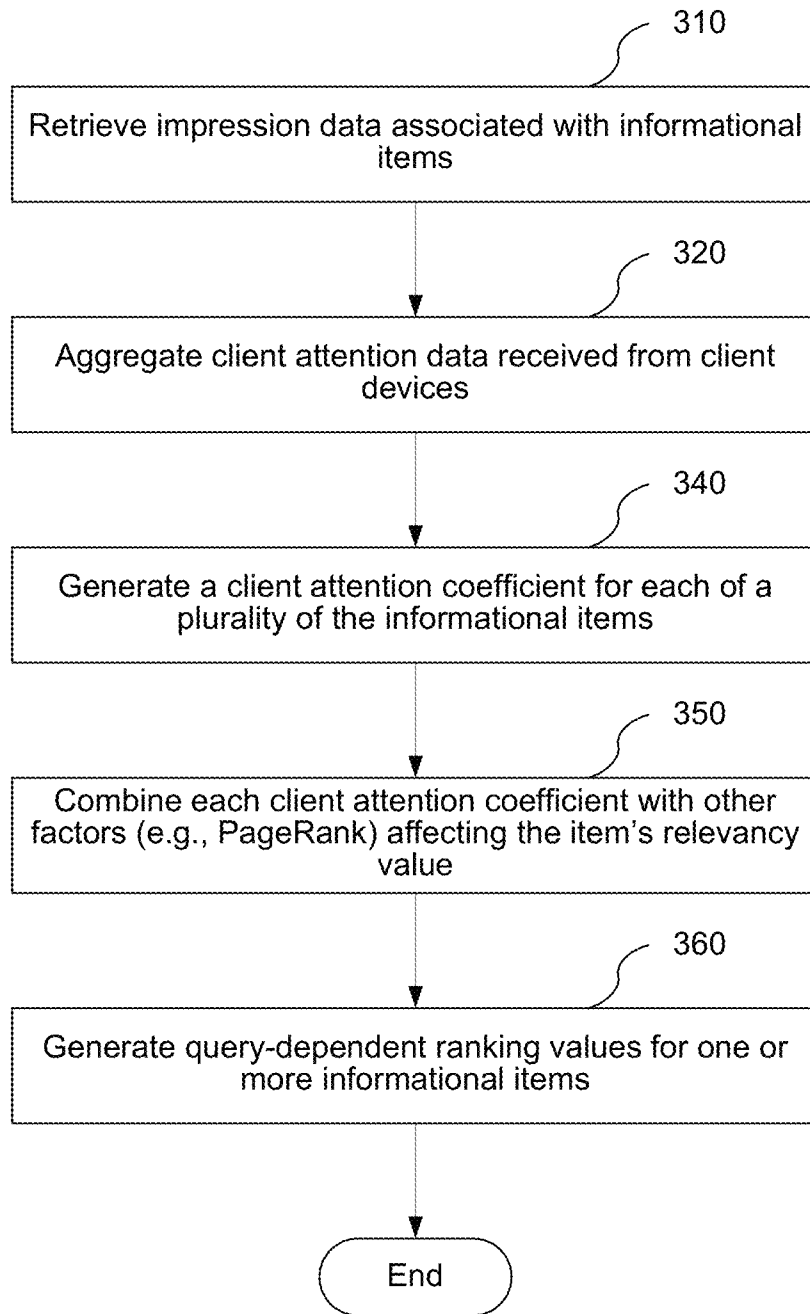 310
Retrieve impression data associated with informational
items
320
Aggregate client attention data received from client
devices
340
Generate a client attention coefficient for each of a
plurality of the informational items
350
Combine each client attention coefficient with other
factors (e.g., PageRank) affecting the item's relevancy
value
360
Generate query-dependent ranking values for one or
more informational items
End